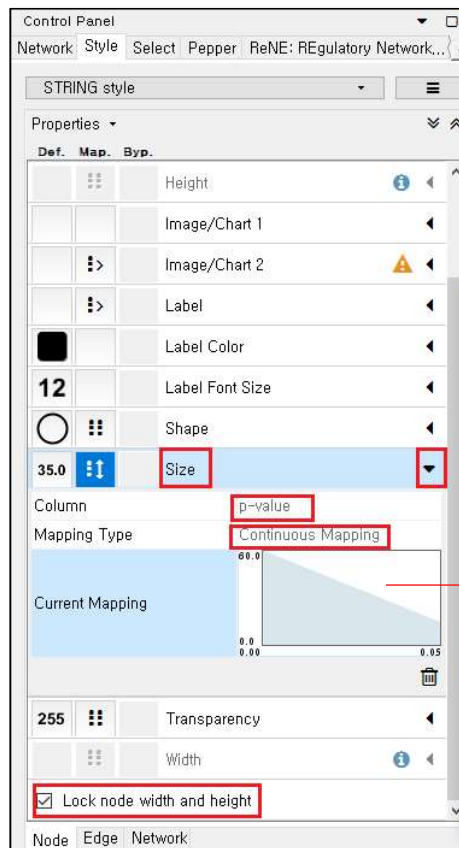 Control Panel
Network Style Select Pepper ReNE: REgulatory Network...
STRING style
Properties
Def. Map. Byp.
Height
Image/Chart 1
Image/Chart 2
Label
Label Color
12 Label Font Size
Shape
35.0 Size
Column p-value
Mapping Type Continuous Mapping
60.0
Current Mapping
0.0
0.00 0.05
255 Transparency
Width
Lock node width and height
Node Edge Network